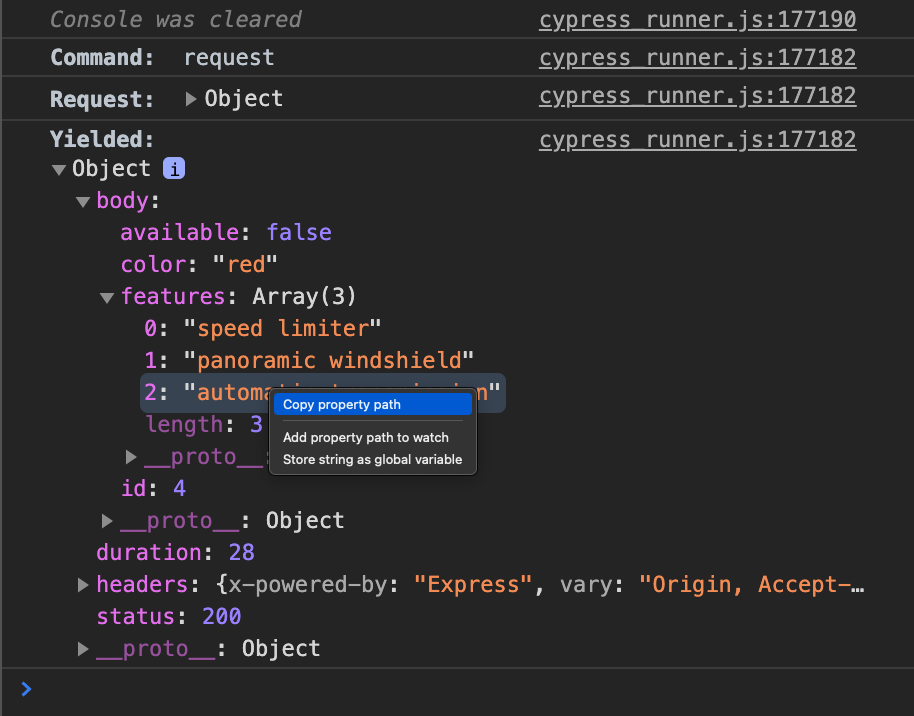 Console was cleared cypress_runner.js:177190
Command: request cypress_runner.js:177182
Request: ▶Object cypress_runner.js:177182
Yielded: cypress_runner.js:177182
▼Object i
▼body:
available: false
color: "red"
▼features: Array(3)
0: "speed limiter"
1: "panoramic windshield"
2: "automatic transmission"
Copy property path
length: 3
Add property path to watch
▶__proto__:
Store string as global variable
id: 4
▶__proto__: Object
duration: 28
▶headers: {x-powered-by: "Express", vary: "Origin, Accept-…
status: 200
▶__proto__: Object
>